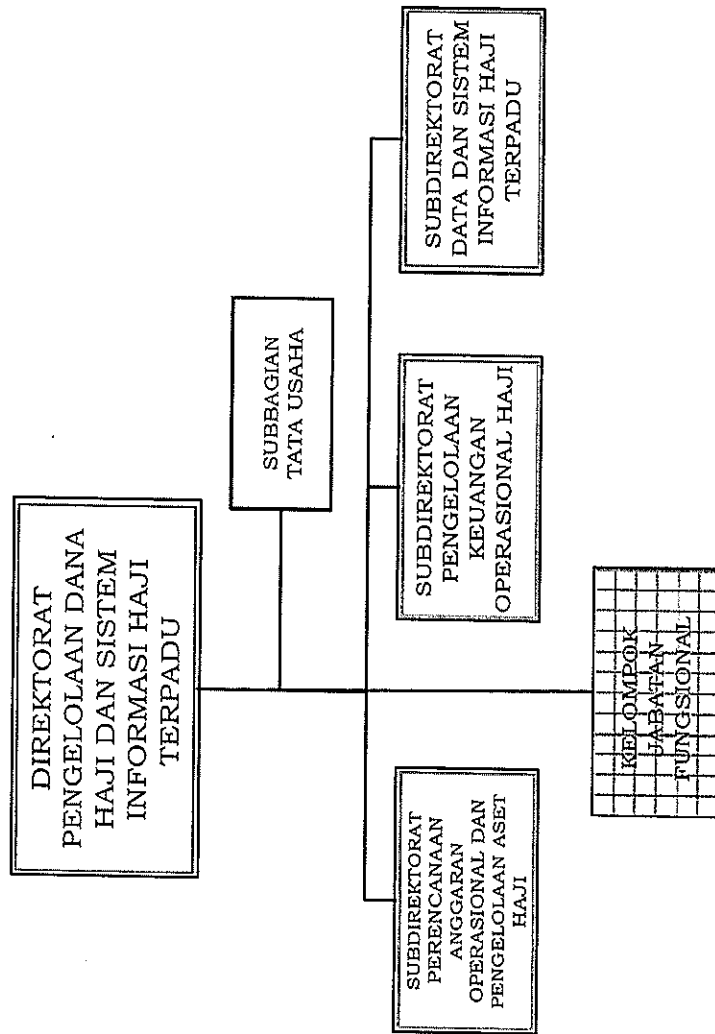 DIREKTORAT
PENGELOLAAN DANA
HAJI DAN SISTEM
INFORMASI HAJI
TERPADU
SUBBAGIAN
TATA USAHA
SUBDIREKTORAT
PERENCANAAN
ANGGARAN
OPERASIONAL DAN
PENGELOLAAN ASET
HAJI
SUBDIREKTORAT
PENGELOLAAN
KEUANGAN
OPERASIONAL HAJI
SUBDIREKTORAT
DATA DAN SISTEM
INFORMASI HAJI
TERPADU
KELOMPOK
JABATAN
FUNGSIONAL